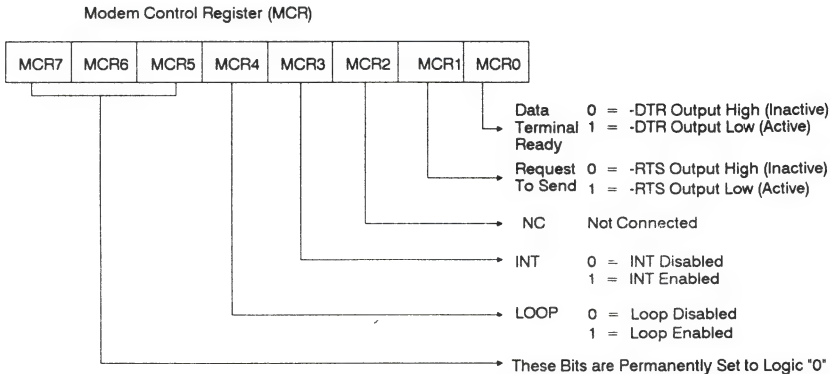 Modem Control Register (MCR)
MCR7 MCR6 MCR5 MCR4 MCR3 MCR2 MCR1 MCR0
Data 0 = -DTR Output High (Inactive)
Terminal 1 = -DTR Output Low (Active)
Ready
Request 0 = -RTS Output High (Inactive)
To Send 1 = -RTS Output Low (Active)
NC Not Connected
INT 0 = INT Disabled
1 = INT Enabled
LOOP 0 = Loop Disabled
1 = Loop Enabled
These Bits are Permanently Set to Logic "0"